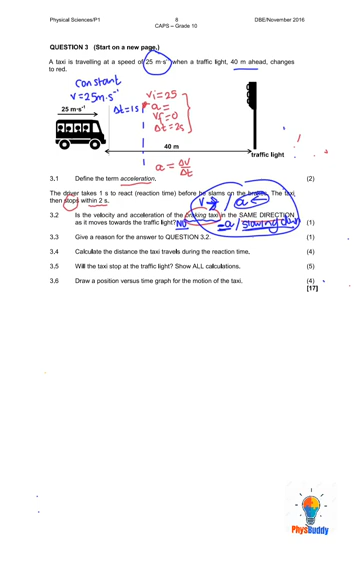 Physical Sciences/P1 8 DBE/November 2016
CAPS – Grade 10
QUESTION 3 (Start on a new page.)
A taxi is travelling at a speed of 25 m·s⁻¹ when a traffic light, 40 m ahead, changes
to red.
constant
v=25m·s⁻¹
vi=25
25 m·s⁻¹
Δt=1s
a=
vf=0
Δt=2s
40 m
traffic light
a = Δv/Δt
3.1 Define the term acceleration. (2)
The driver takes 1 s to react (reaction time) before he slams on the brakes. The taxi
then stops within 2 s.
v → / a ←
3.2 Is the velocity and acceleration of the braking taxi in the SAME DIRECTION
as it moves towards the traffic light? (1)
No
-a / slowing down
3.3 Give a reason for the answer to QUESTION 3.2. (1)
3.4 Calculate the distance the taxi travels during the reaction time. (4)
3.5 Will the taxi stop at the traffic light? Show ALL calculations. (5)
3.6 Draw a position versus time graph for the motion of the taxi. (4)
[17]
PhysBuddy